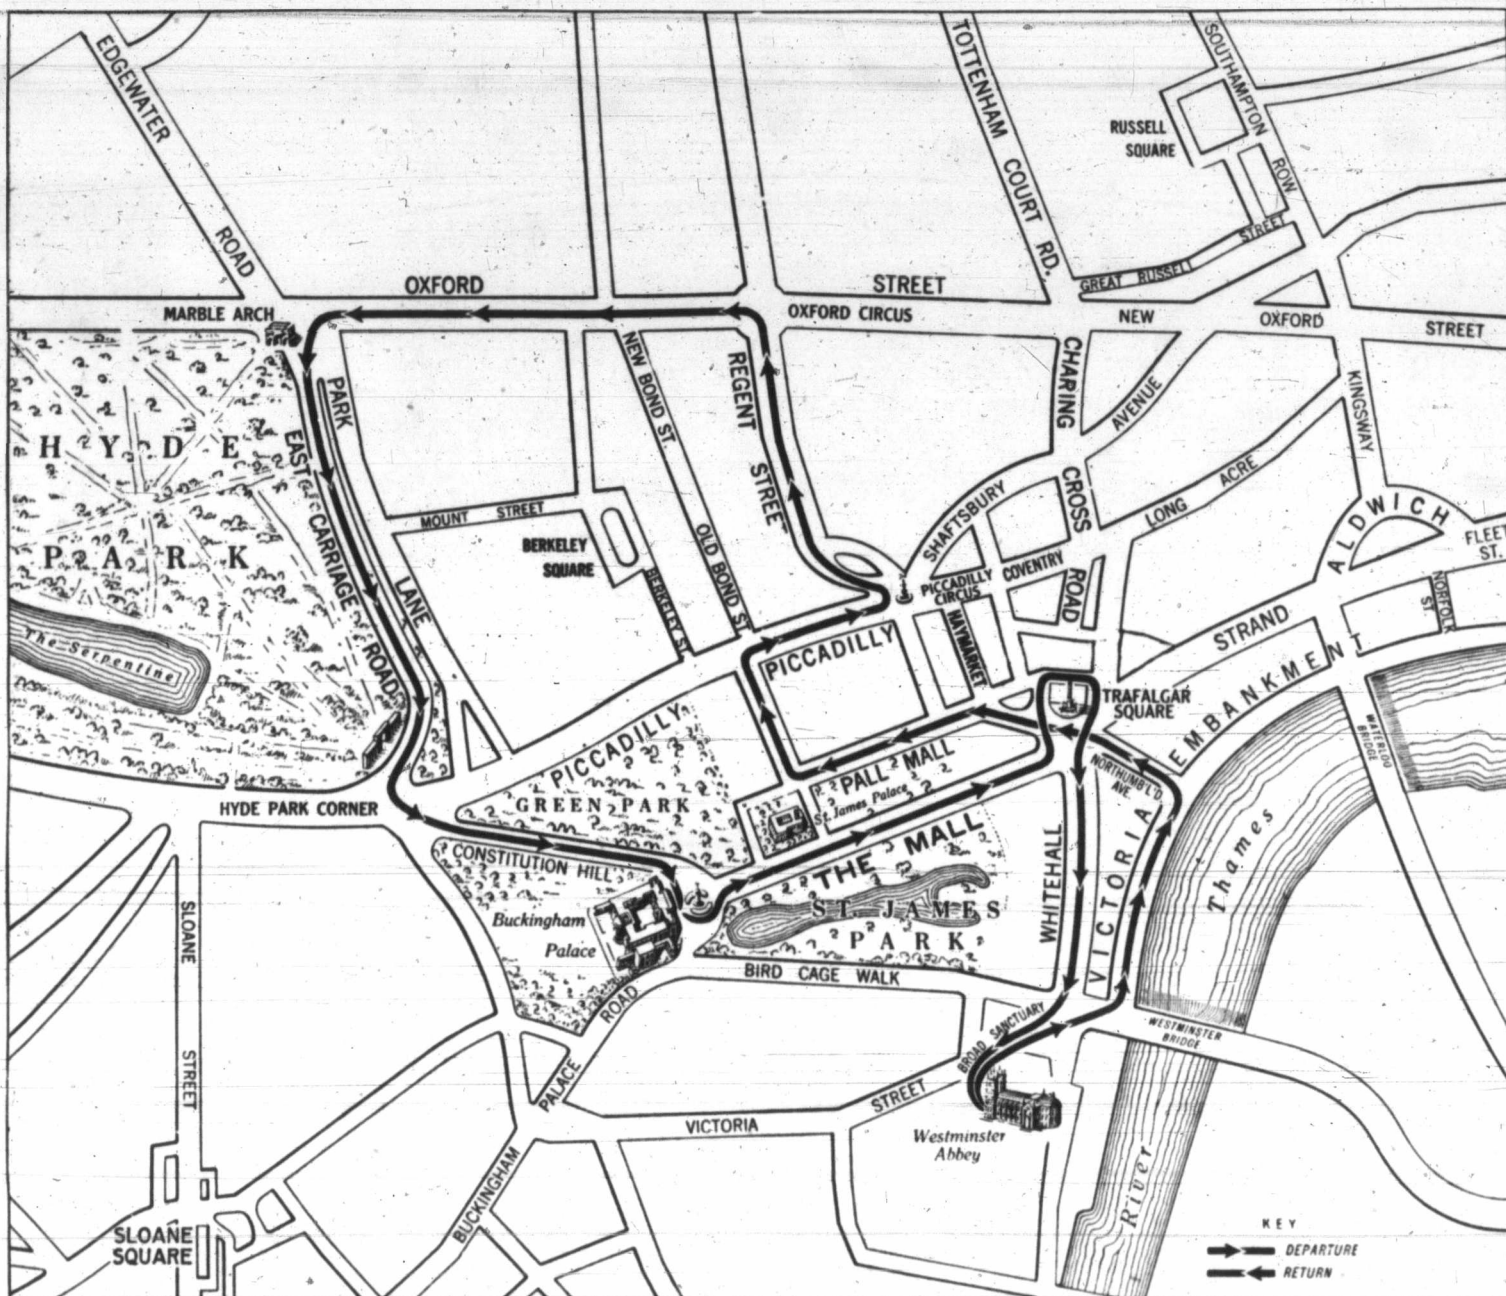 EDGEWATER
ROAD
TOTTENHAM COURT RD.
SOUTHAMPTON
ROW
RUSSELL
SQUARE
GREAT RUSSELL
STREET
OXFORD
STREET
MARBLE ARCH
OXFORD CIRCUS
NEW
OXFORD
STREET
PARK
LANE
EAST CARRIAGE ROAD
HYDE
PARK
The Serpentine
NEW BOND ST.
OLD BOND ST.
REGENT
STREET
CHARING
CROSS
ROAD
AVENUE
SHAFTSBURY
KINGSWAY
LONG ACRE
ALDWICH
FLEET
ST.
NORFOLK
ST
MOUNT STREET
BERKELEY
SQUARE
BERKELEY ST.
PICCADILLY
CIRCUS
COVENTRY
HAYMARKET
STRAND
PICCADILLY
PICCADILLY
GREEN PARK
TRAFALGAR
SQUARE
EMBANKMENT
WATERLOO
BRIDGE
PALL MALL
St. James Palace
NORTHUMB'L'D
AVE.
HYDE PARK CORNER
CONSTITUTION HILL
THE MALL
ST. JAMES
PARK
WHITEHALL
VICTORIA
Thames
River
Buckingham
Palace
BIRD CAGE WALK
SLOANE
STREET
BROAD SANCTUARY
WESTMINSTER
BRIDGE
ROAD
PALACE
BUCKINGHAM
VICTORIA
STREET
Westminster
Abbey
SLOANE
SQUARE
KEY
DEPARTURE
RETURN